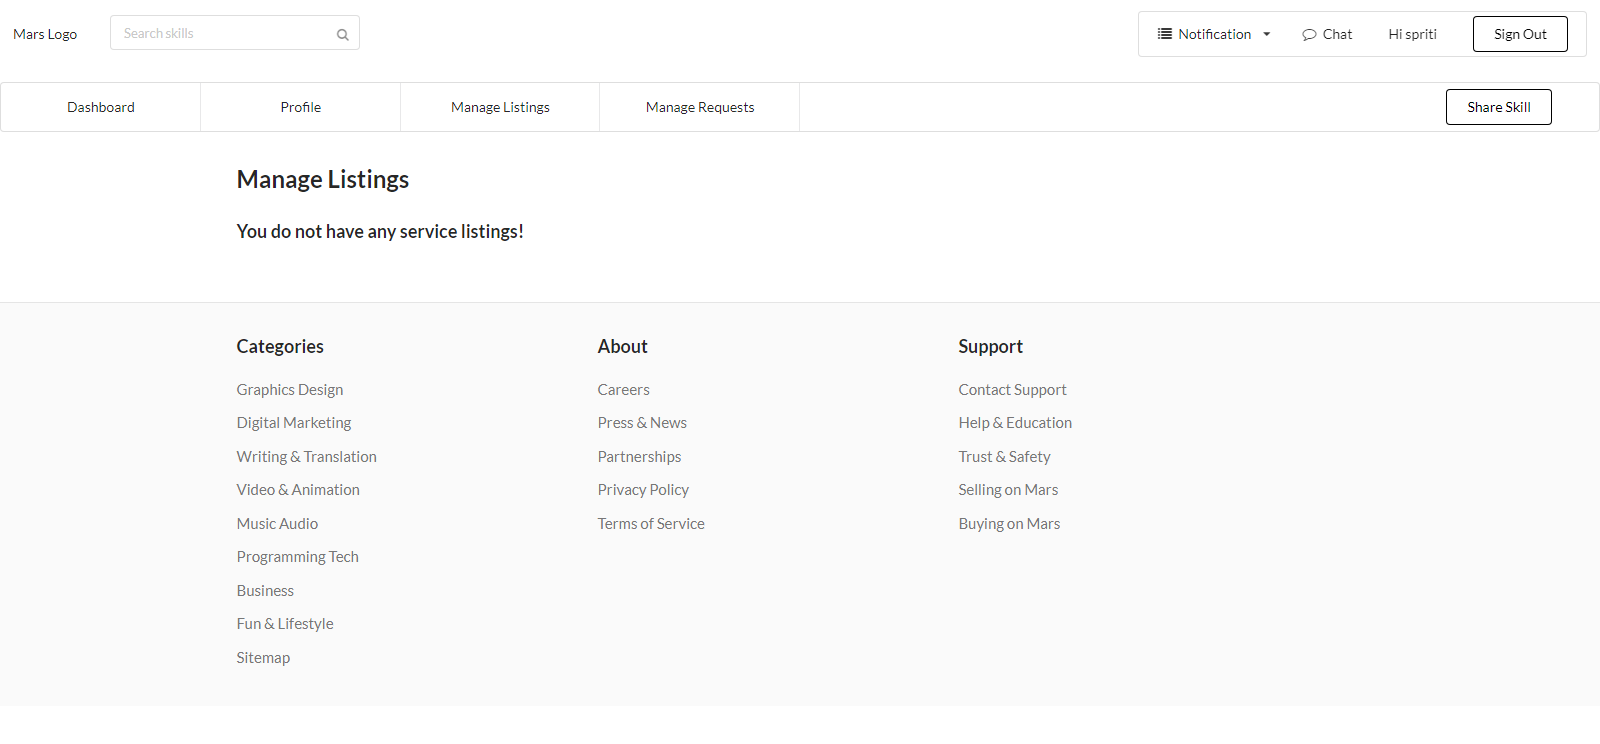 Mars Logo
Search skills
Notification
Chat
Hi spriti
Sign Out
Dashboard
Profile
Manage Listings
Manage Requests
Share Skill
Manage Listings
You do not have any service listings!
Categories
Graphics Design
Digital Marketing
Writing & Translation
Video & Animation
Music Audio
Programming Tech
Business
Fun & Lifestyle
Sitemap
About
Careers
Press & News
Partnerships
Privacy Policy
Terms of Service
Support
Contact Support
Help & Education
Trust & Safety
Selling on Mars
Buying on Mars